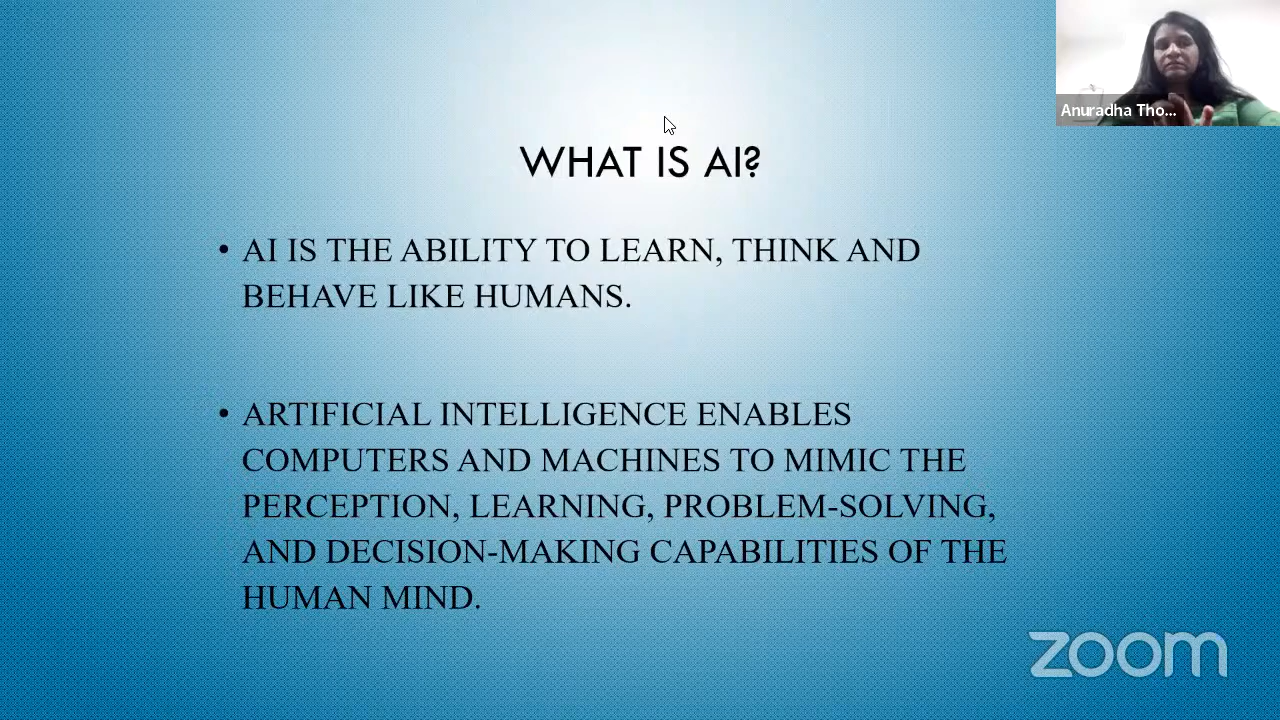 Anuradha Tho...
WHAT IS AI?
• AI IS THE ABILITY TO LEARN, THINK AND
BEHAVE LIKE HUMANS.
• ARTIFICIAL INTELLIGENCE ENABLES
COMPUTERS AND MACHINES TO MIMIC THE
PERCEPTION, LEARNING, PROBLEM-SOLVING,
AND DECISION-MAKING CAPABILITIES OF THE
HUMAN MIND.
zoom